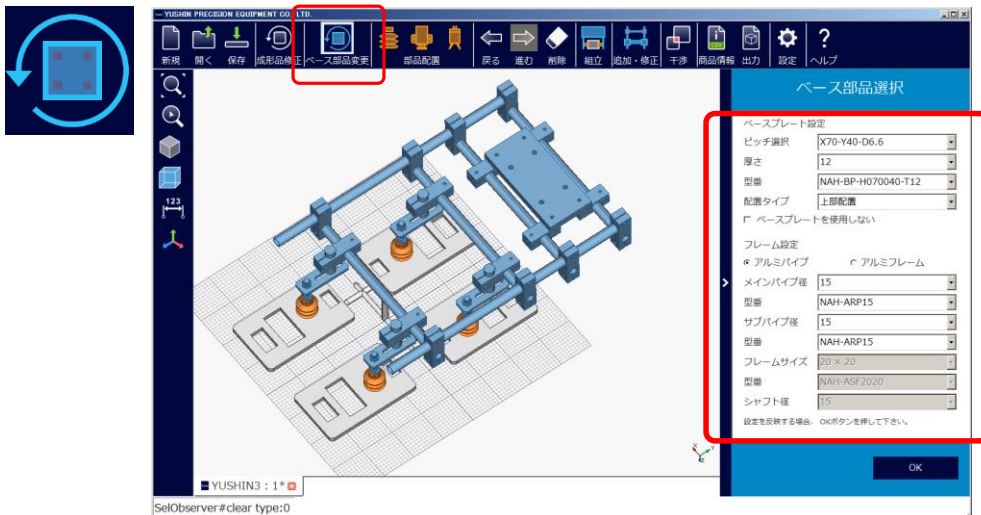 YUSHIN PRECISION EQUIPMENT CO., LTD.
新規 開く 保存 成形品修正 ベース部品変更 部品配置 戻る 進む 削除 組立 追加・修正 干渉 商品情報 出力 設定 ヘルプ
123
ベース部品選択
ベースプレート設定
ピッチ選択 X70-Y40-D6.6
厚さ 12
型番 NAH-BP-H070040-T12
配置タイプ 上部配置
ベースプレートを使用しない
フレーム設定
アルミパイプ アルミフレーム
メインパイプ径 15
型番 NAH-ARP15
サブパイプ径 15
型番 NAH-ARP15
フレームサイズ 20 × 20
型番 NAH-ASF2020
シャフト径 15
設定を反映する場合、OKボタンを押して下さい。
OK
YUSHIN3 : 1*
SelObserver#clear type:0